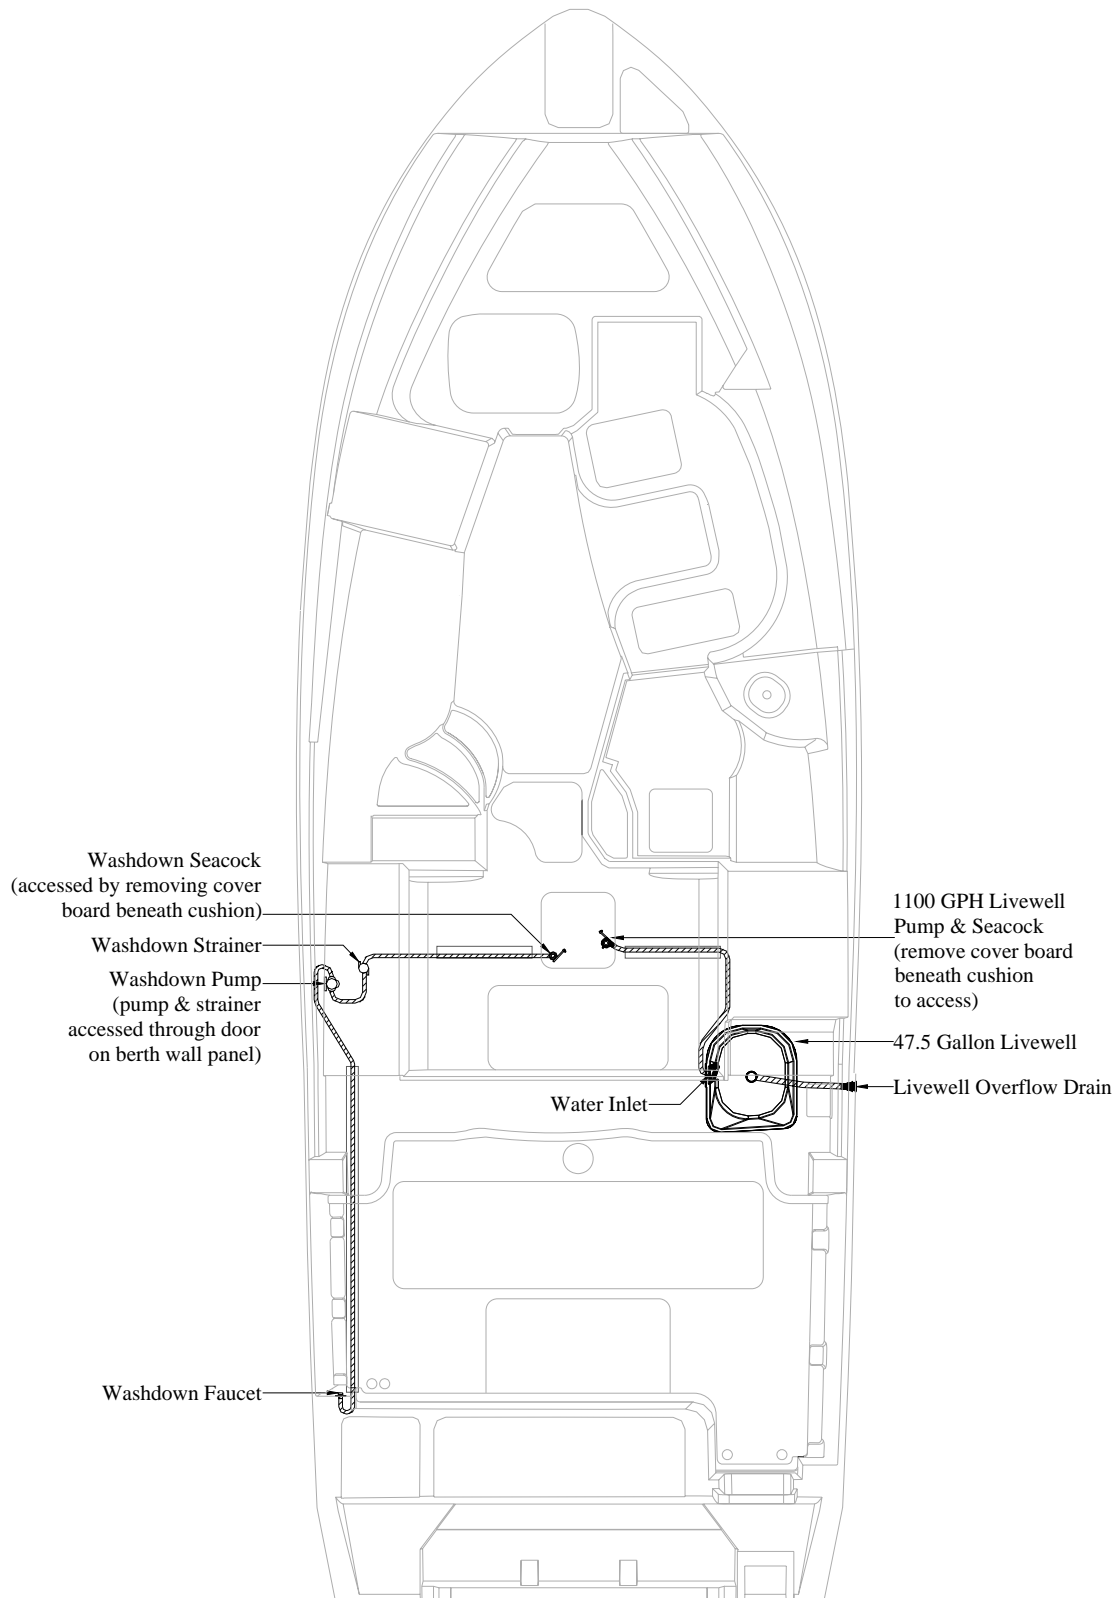 Washdown Seacock
(accessed by removing cover
board beneath cushion)
Washdown Strainer
Washdown Pump
(pump & strainer
accessed through door
on berth wall panel)
1100 GPH Livewell
Pump & Seacock
(remove cover board
beneath cushion
to access)
47.5 Gallon Livewell
Livewell Overflow Drain
Water Inlet
Washdown Faucet